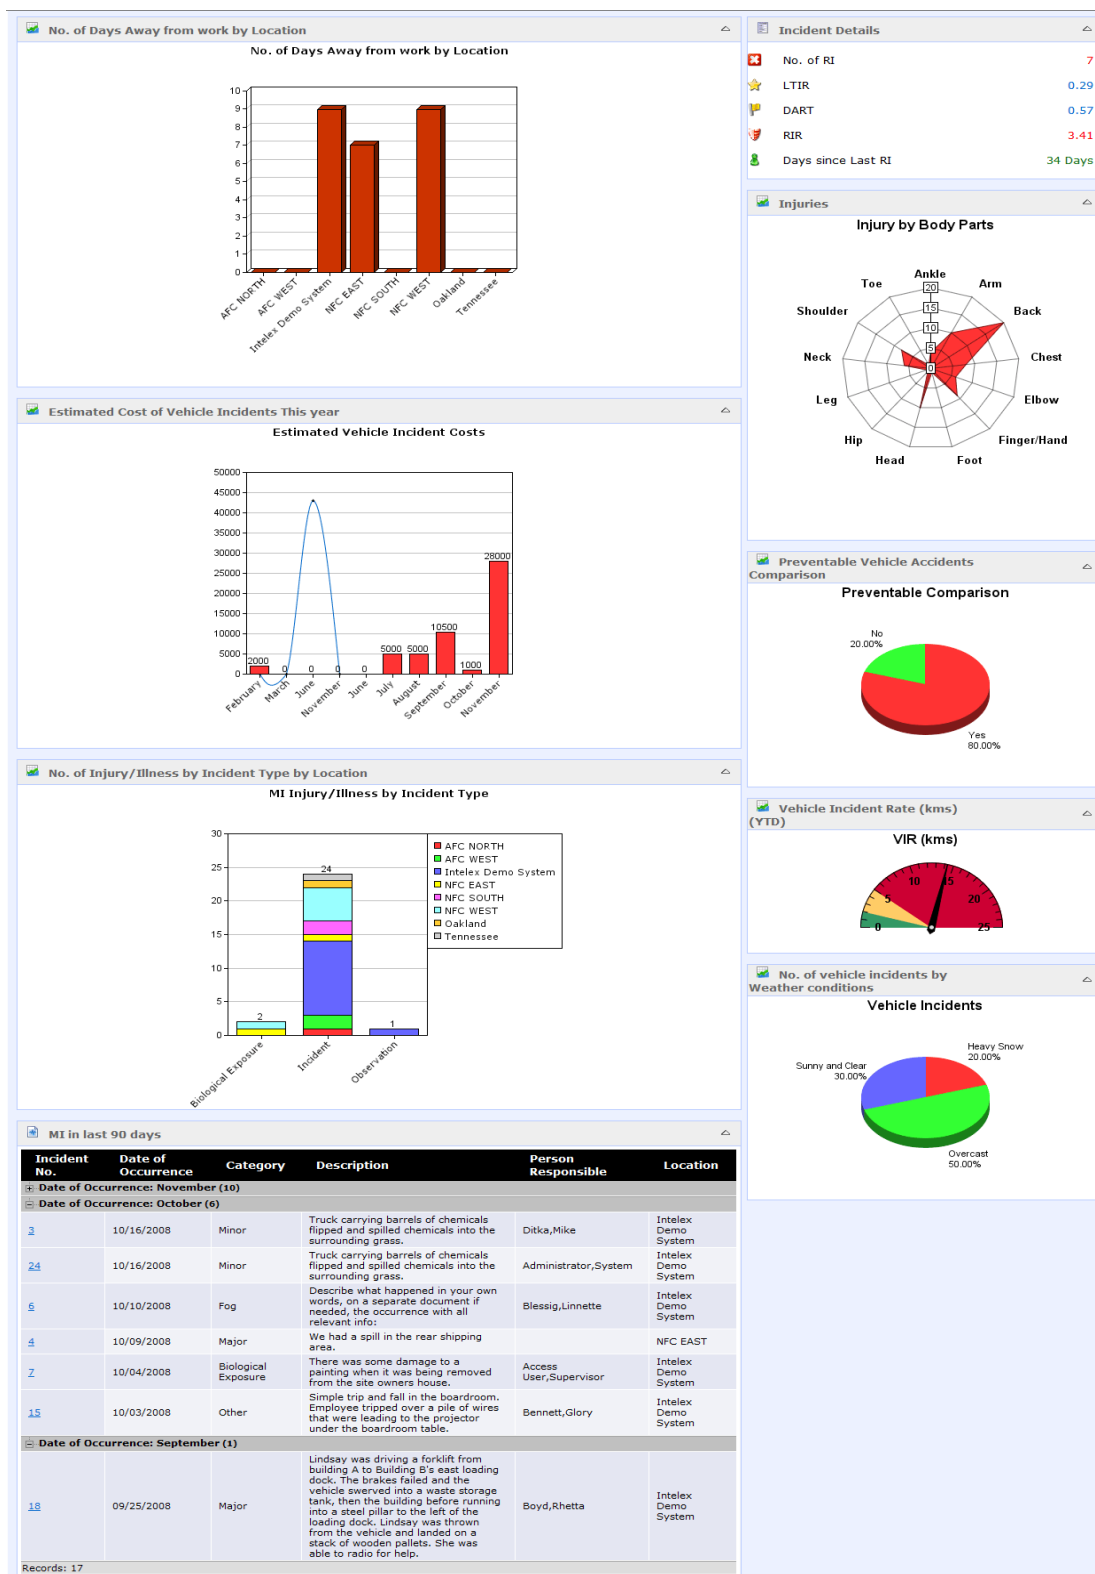 No. of Days Away from work by Location
No. of Days Away from work by Location
10
9
8
7
6
5
4
3
2
1
0
AFC NORTH
AFC WEST
Intelex Demo System
NFC EAST
NFC SOUTH
NFC WEST
Oakland
Tennessee
Estimated Cost of Vehicle Incidents This year
Estimated Vehicle Incident Costs
50000
45000
40000
35000
30000
25000
20000
15000
10000
5000
0
2000
0
0
0
0
5000
5000
10500
1000
28000
February
March
June
November
June
July
August
September
October
November
No. of Injury/Illness by Incident Type by Location
MI Injury/Illness by Incident Type
30
25
20
15
10
5
0
2
24
1
Biological Exposure
Incident
Observation
AFC NORTH
AFC WEST
Intelex Demo System
NFC EAST
NFC SOUTH
NFC WEST
Oakland
Tennessee
MI in last 90 days
Incident No. Date of Occurrence Category Description Person Responsible Location
Date of Occurrence: November (10)
Date of Occurrence: October (6)
3 10/16/2008 Minor Truck carrying barrels of chemicals flipped and spilled chemicals into the surrounding grass. Ditka,Mike Intelex Demo System
24 10/16/2008 Minor Truck carrying barrels of chemicals flipped and spilled chemicals into the surrounding grass. Administrator,System Intelex Demo System
6 10/10/2008 Fog Describe what happened in your own words, on a separate document if needed, the occurrence with all relevant info: Blessig,Linnette Intelex Demo System
4 10/09/2008 Major We had a spill in the rear shipping area. NFC EAST
7 10/04/2008 Biological Exposure There was some damage to a painting when it was being removed from the site owners house. Access User,Supervisor Intelex Demo System
15 10/03/2008 Other Simple trip and fall in the boardroom. Employee tripped over a pile of wires that were leading to the projector under the boardroom table. Bennett,Glory Intelex Demo System
Date of Occurrence: September (1)
18 09/25/2008 Major Lindsay was driving a forklift from building A to Building B's east loading dock. The brakes failed and the vehicle swerved into a waste storage tank, then the building before running into a steel pillar to the left of the loading dock. Lindsay was thrown from the vehicle and landed on a stack of wooden pallets. She was able to radio for help. Boyd,Rhetta Intelex Demo System
Records: 17
Incident Details
No. of RI 7
LTIR 0.29
DART 0.57
RIR 3.41
Days since Last RI 34 Days
Injuries
Injury by Body Parts
Ankle
Arm
Back
Chest
Elbow
Finger/Hand
Foot
Head
Hip
Leg
Neck
Shoulder
Toe
20
15
10
5
0
Preventable Vehicle Accidents
Comparison
Preventable Comparison
No
20.00%
Yes
80.00%
Vehicle Incident Rate (kms)
(YTD)
VIR (kms)
0
5
10
15
20
25
No. of vehicle incidents by
Weather conditions
Vehicle Incidents
Heavy Snow
20.00%
Sunny and Clear
30.00%
Overcast
50.00%